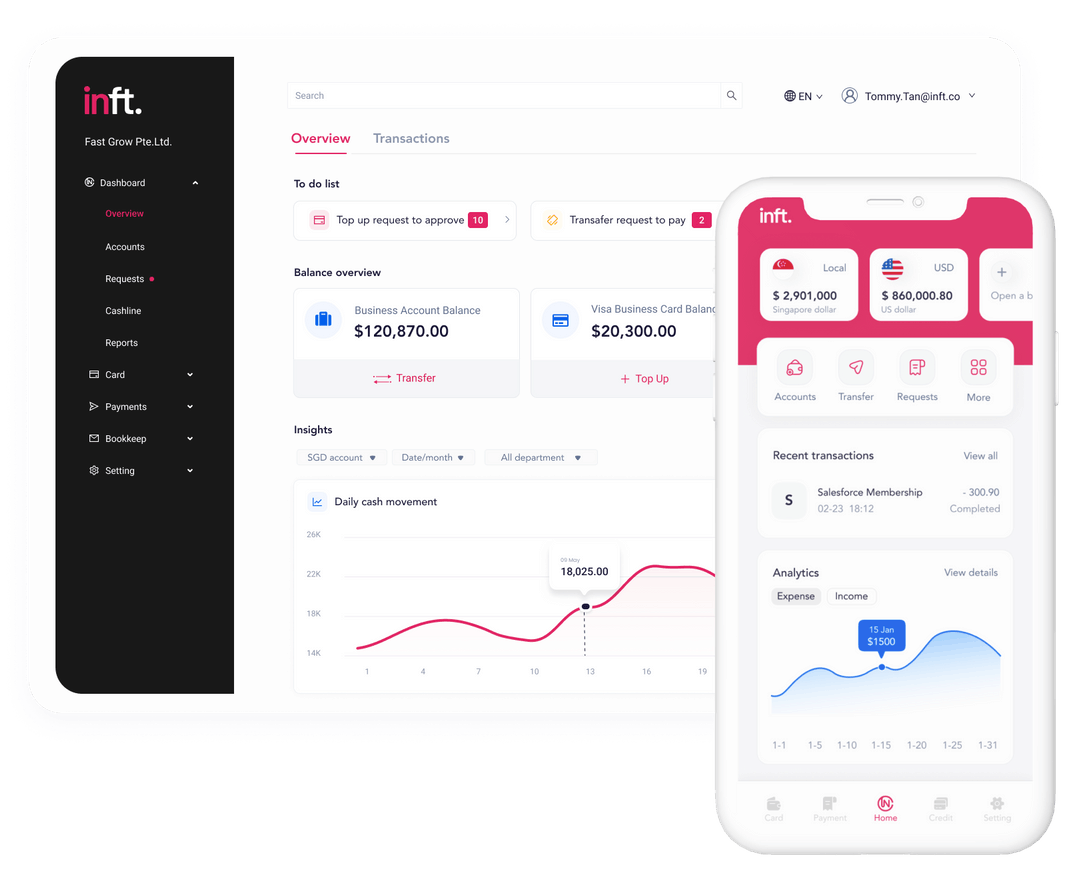 inft.
Fast Grow Pte.Ltd.
Dashboard
Overview
Accounts
Requests
Cashline
Reports
Card
Payments
Bookkeep
Setting
Search
EN
Tommy.Tan@inft.co
Overview Transactions
To do list
Top up request to approve 10
Transafer request to pay 2
Balance overview
Business Account Balance
$120,870.00
Transfer
Visa Business Card Balanc
$20,300.00
Top Up
Insights
SGD account Date/month All department
Daily cash movement
26K
22K
18K
14K
09 May
18,025.00
1 4 7 10 13 16 19
inft.
Local
$ 2,901,000
Singapore dollar
USD
$ 860,000.80
US dollar
Open a b
Accounts Transfer Requests More
Recent transactions View all
S
Salesforce Membership - 300.90
02-23 18:12 Completed
Analytics View details
Expense Income
15 Jan
$1500
1-1 1-5 1-10 1-15 1-20 1-25 1-31
Card Payment Home Credit Setting